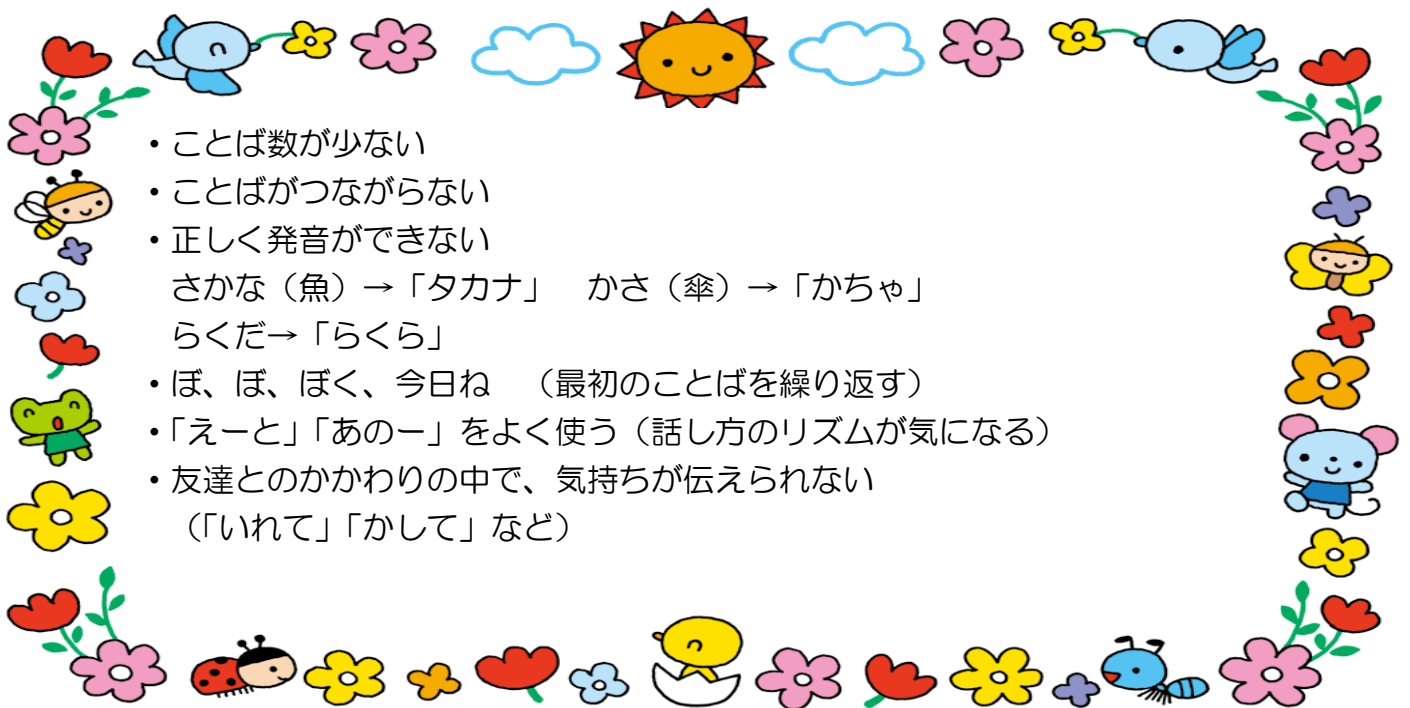 ・ことば数が少ない
・ことばがつながらない
・正しく発音ができない
さかな（魚）→「タカナ」　かさ（傘）→「かちゃ」
らくだ→「らくら」
・ぼ、ぼ、ぼく、今日ね　（最初のことばを繰り返す）
・「えーと」「あのー」をよく使う（話し方のリズムが気になる）
・友達とのかかわりの中で、気持ちが伝えられない
（「いれて」「かして」など）